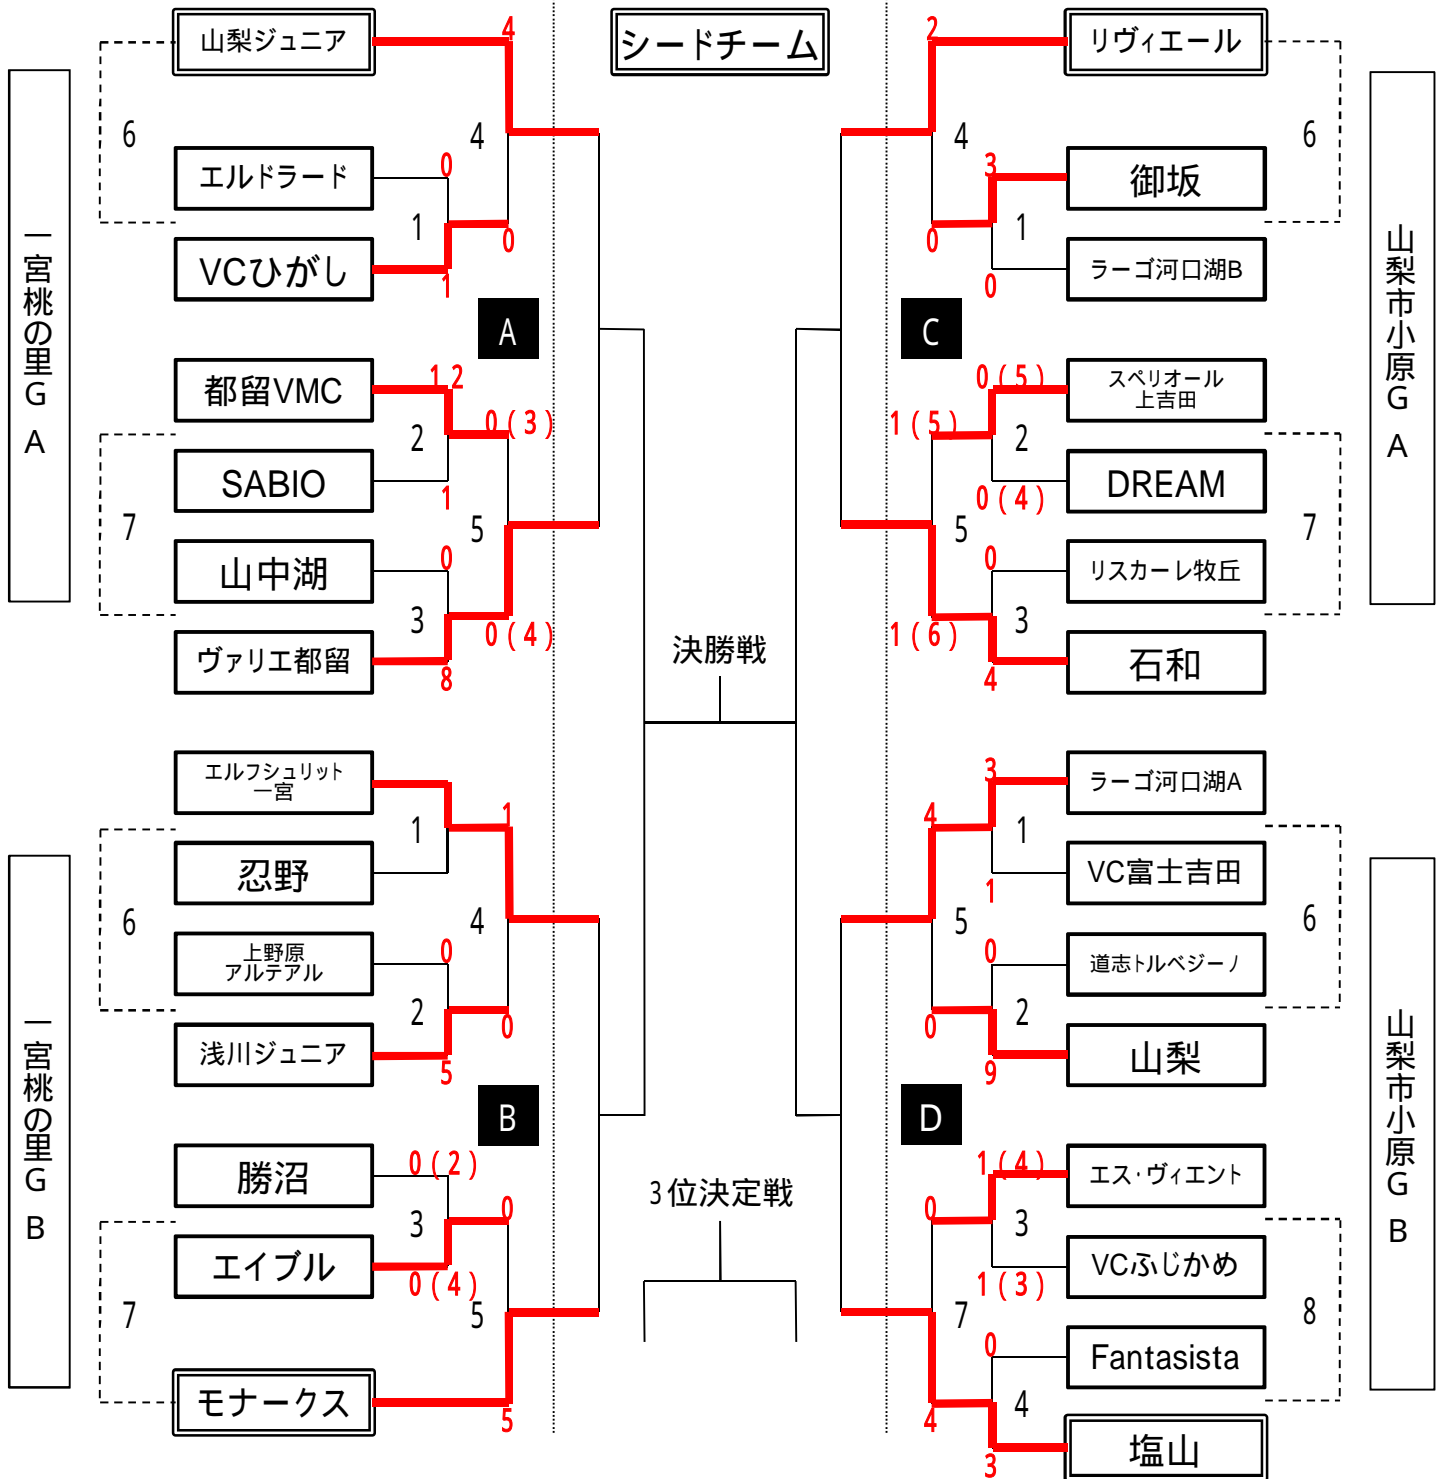 山梨ジュニア
4
6
4
エルドラード
0
1
VCひがし
1
0
A
都留VMC
12
0(3)
2
SABIO
1
7
5
山中湖
0
3
0(4)
ヴァリエ都留
8
一宮桃の里G A
エルフシュリット
一宮
1
1
忍野
6
4
上野原
アルテアル
0
2
浅川ジュニア
5
0
B
勝沼
0(2)
0
3
エイブル
0(4)
7
5
モナークス
5
一宮桃の里G B
シードチーム
決勝戦
3位決定戦
2
リヴィエール
4
6
3
御坂
1
0
ラーゴ河口湖B
0
C
0(5)
スペリオール
上吉田
1(5)
2
DREAM
0(4)
5
7
0
リスカーレ牧丘
1(6)
3
石和
4
山梨市小原G A
3
ラーゴ河口湖A
4
1
VC富士吉田
1
5
6
0
道志トルベジーノ
2
0
山梨
9
D
1(4)
エス・ヴィエント
0
3
VCふじかめ
1(3)
7
8
0
Fantasista
4
4
塩山
3
山梨市小原G B